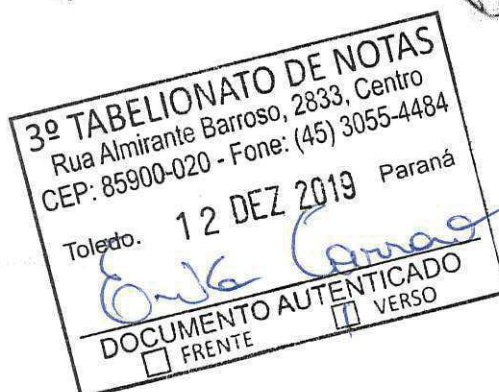 3º TABELIONATO DE NOTAS
Rua Almirante Barroso, 2833, Centro
CEP: 85900-020 - Fone: (45) 3055-4484
Toledo. 12 DEZ 2019 Paraná
DOCUMENTO AUTENTICADO
FRENTE VERSO